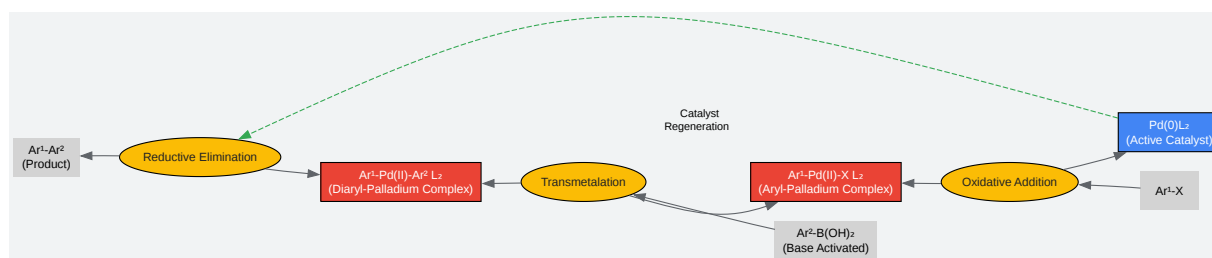 Ar¹-Ar²
(Product)
Reductive Elimination
Ar¹-Pd(II)-Ar² L₂
(Diaryl-Palladium Complex)
Transmetalation
Catalyst
Regeneration
Ar¹-Pd(II)-X L₂
(Aryl-Palladium Complex)
Ar²-B(OH)₂
(Base Activated)
Oxidative Addition
Pd(0)L₂
(Active Catalyst)
Ar¹-X